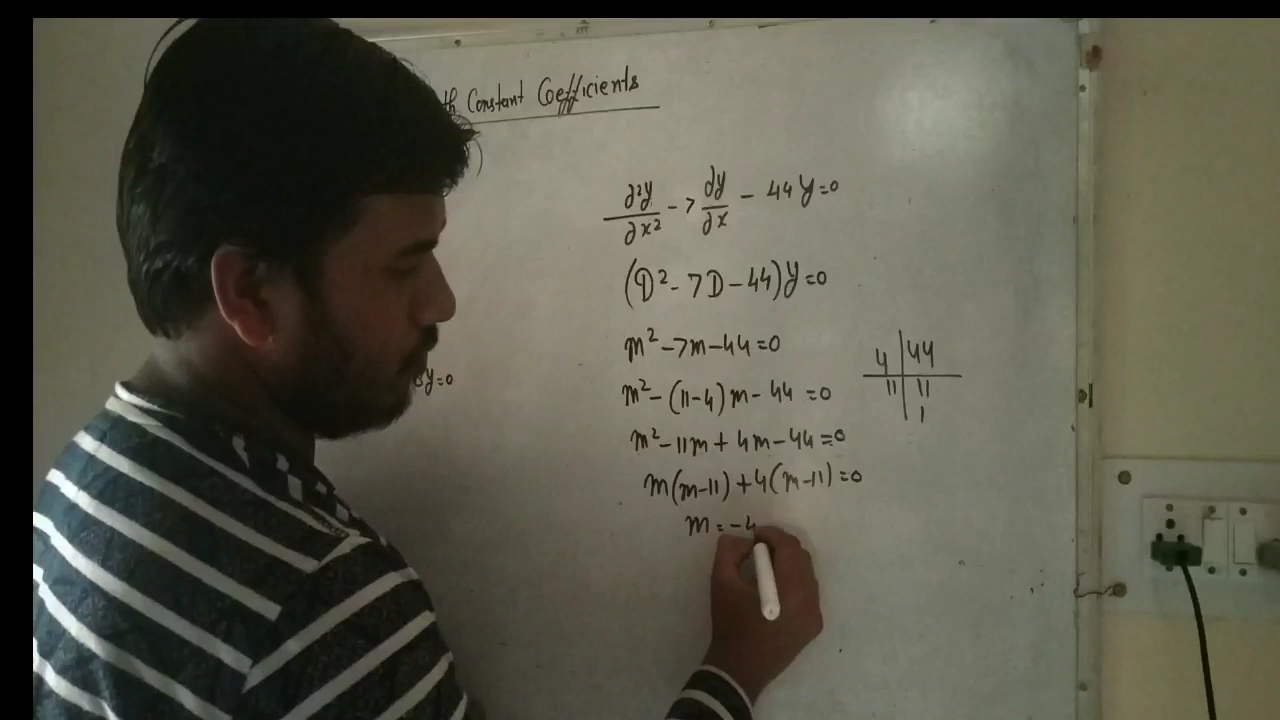 th Constant Coefficients
∂²y/∂x² - 7 ∂y/∂x - 44y=0
(D² - 7D - 44)y=0
m² - 7m - 44 = 0
m² - (11-4)m - 44 = 0
m² - 11m + 4m - 44 = 0
m(m-11) + 4(m-11) = 0
m = -4
4 | 44
11 | 11
1
y=0